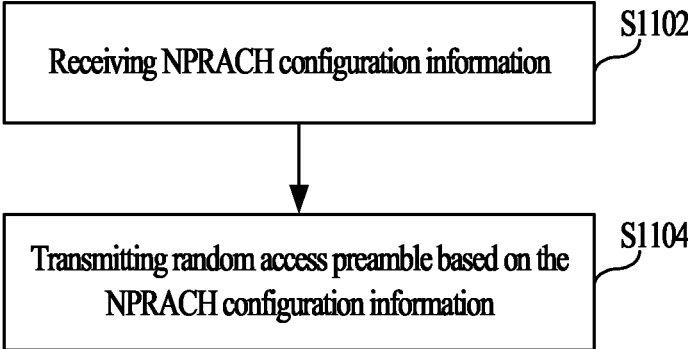 S1102
Receiving NPRACH configuration information
S1104
Transmitting random access preamble based on the
NPRACH configuration information